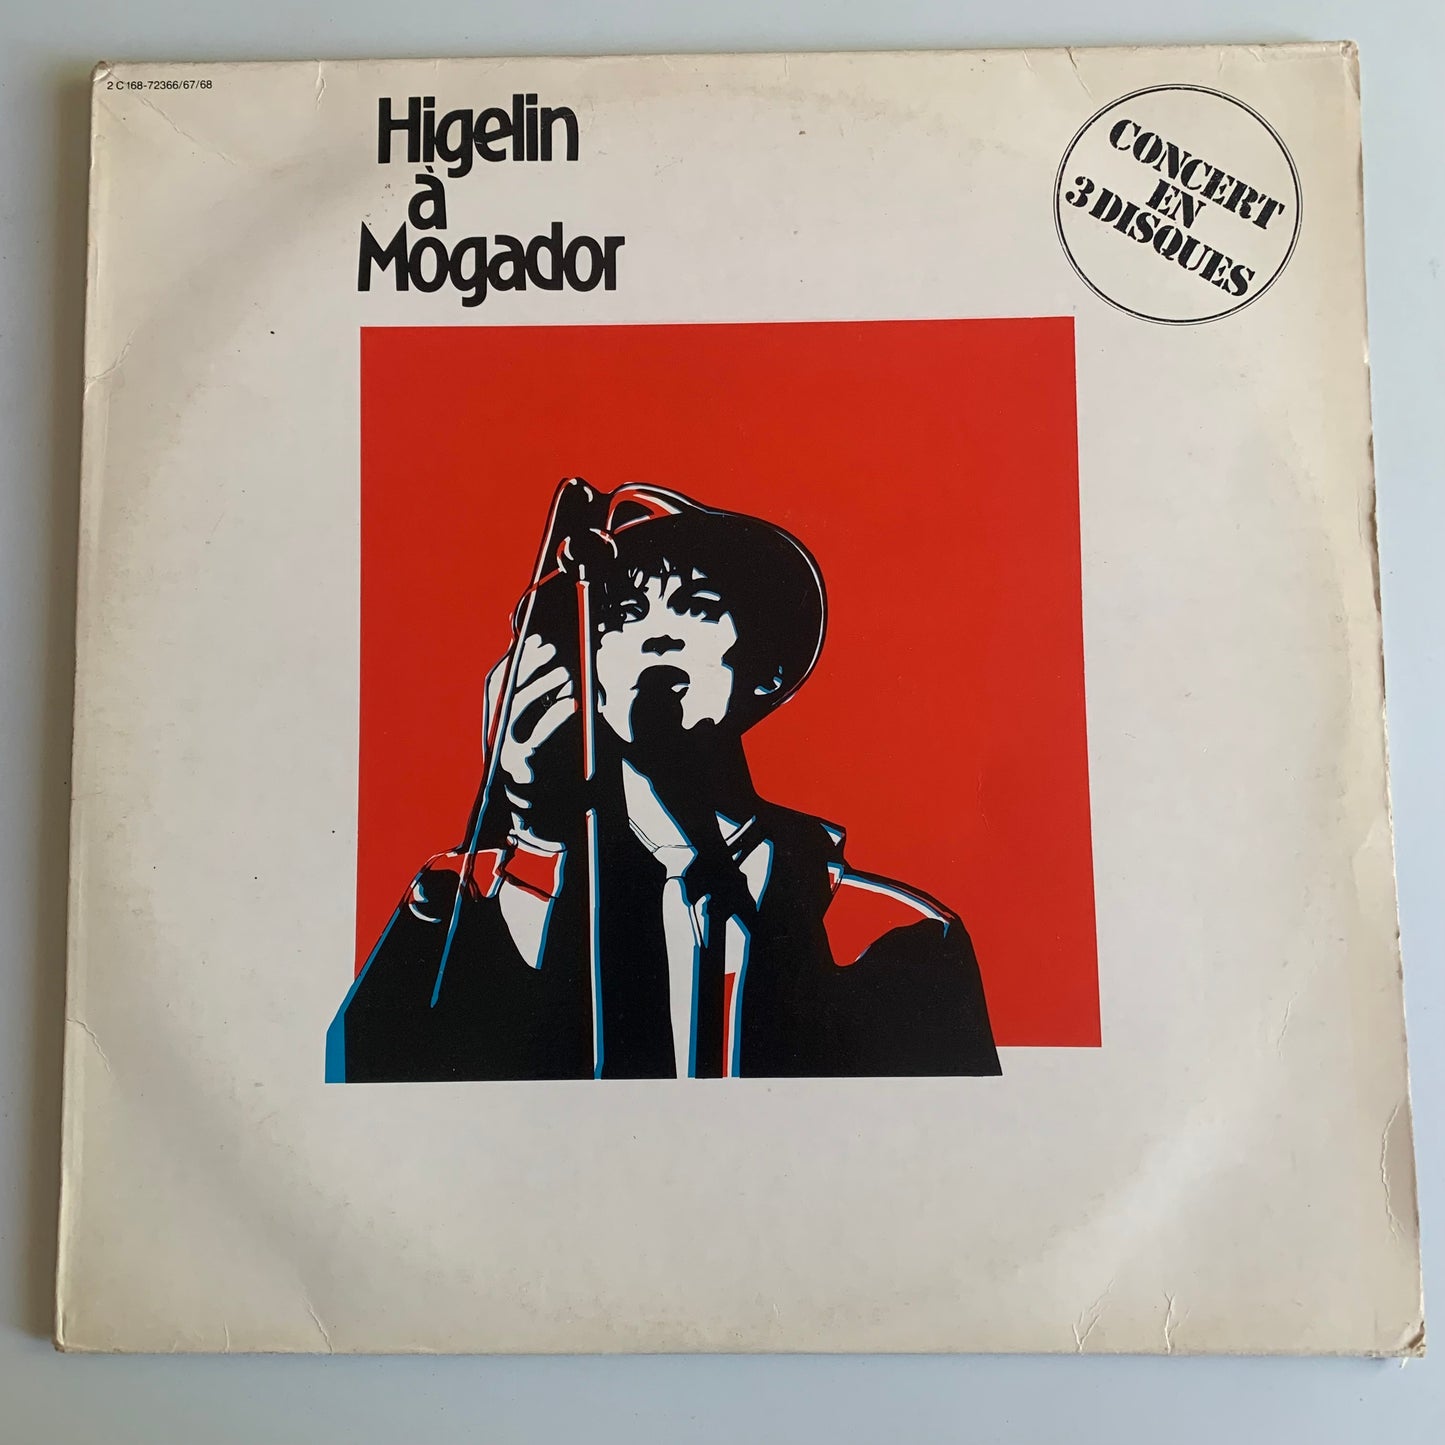 2 C 168-72366/67/68
Higelin
à
Mogador
CONCERT
EN
3 DISQUES